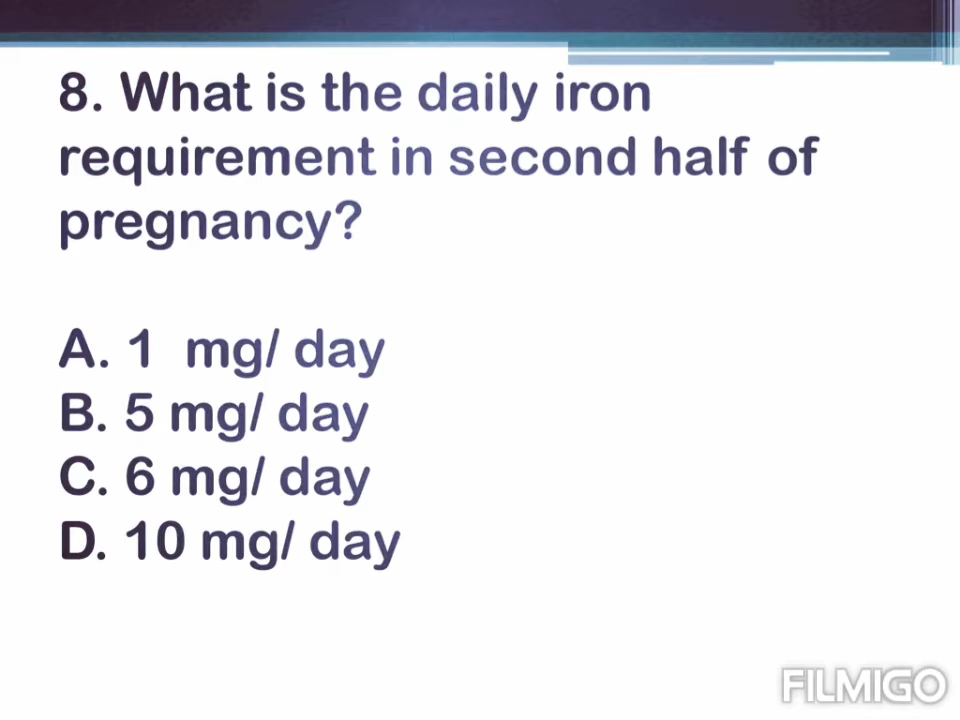 8. What is the daily iron
requirement in second half of
pregnancy?
A. 1 mg/ day
B. 5 mg/ day
C. 6 mg/ day
D. 10 mg/ day
FILMIGO